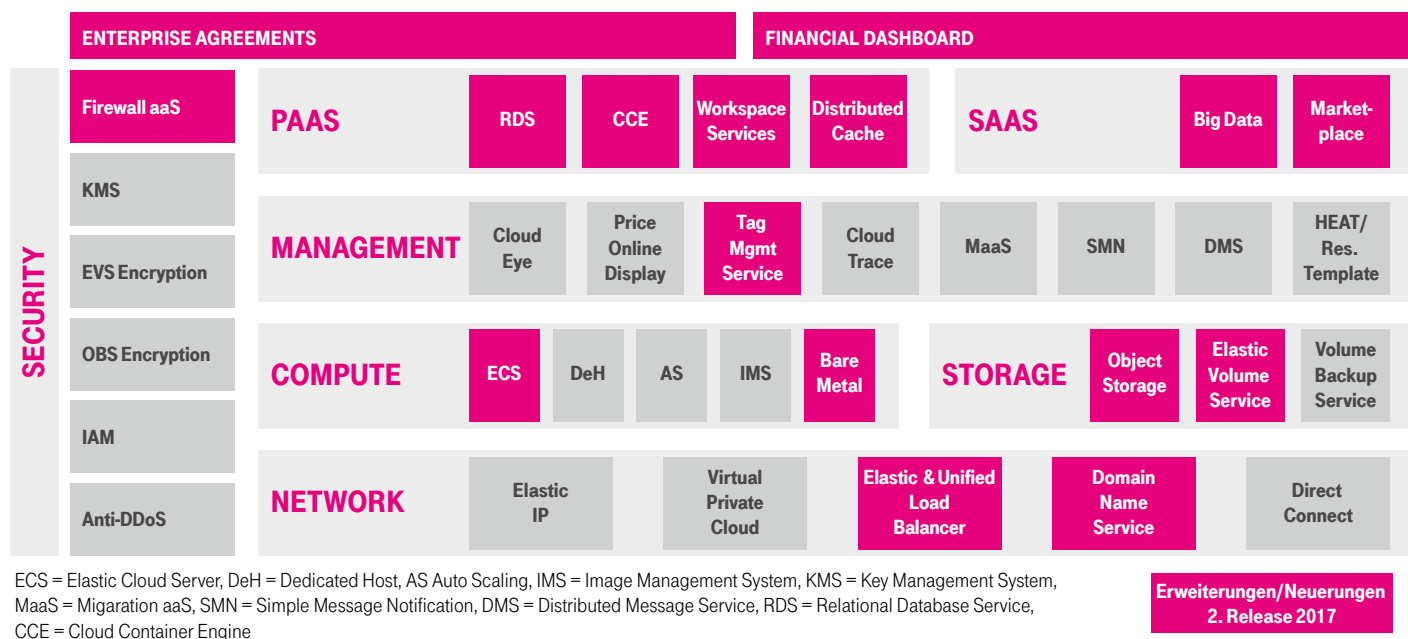 ENTERPRISE AGREEMENTS
FINANCIAL DASHBOARD
SECURITY
Firewall aaS
KMS
EVS Encryption
OBS Encryption
IAM
Anti-DDoS
PAAS
RDS
CCE
Workspace
Services
Distributed
Cache
SAAS
Big Data
Market-
place
MANAGEMENT
Cloud
Eye
Price
Online
Display
Tag
Mgmt
Service
Cloud
Trace
MaaS
SMN
DMS
HEAT/
Res.
Template
COMPUTE
ECS
DeH
AS
IMS
Bare
Metal
STORAGE
Object
Storage
Elastic
Volume
Service
Volume
Backup
Service
NETWORK
Elastic
IP
Virtual
Private
Cloud
Elastic & Unified
Load
Balancer
Domain
Name
Service
Direct
Connect
ECS = Elastic Cloud Server, DeH = Dedicated Host, AS Auto Scaling, IMS = Image Management System, KMS = Key Management System,
MaaS = Migaration aaS, SMN = Simple Message Notification, DMS = Distributed Message Service, RDS = Relational Database Service,
CCE = Cloud Container Engine
Erweiterungen/Neuerungen
2. Release 2017